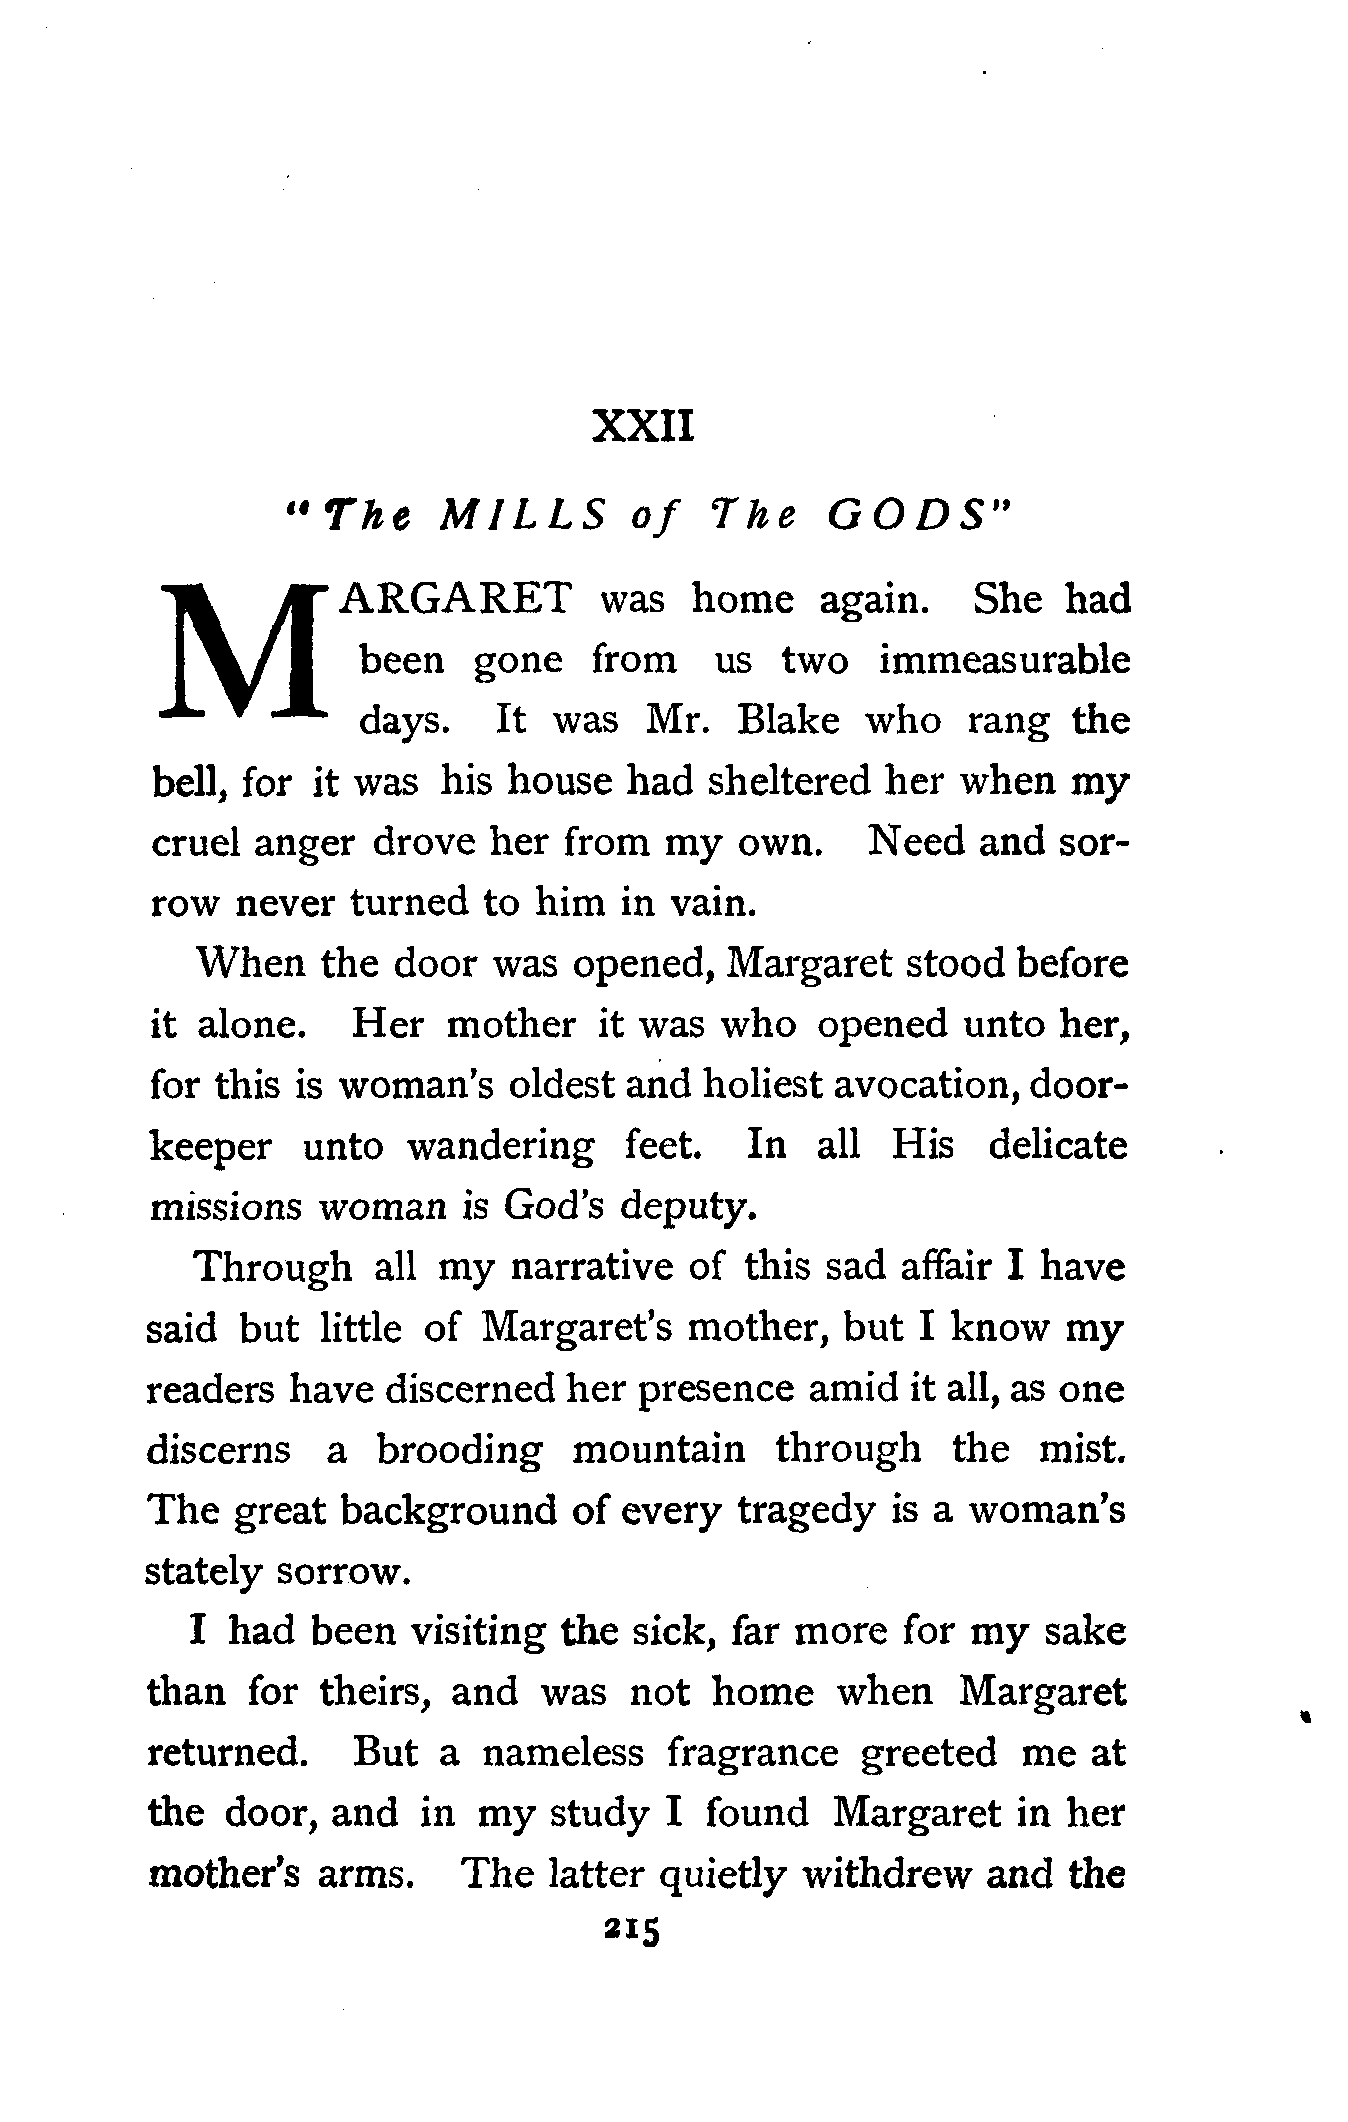 XXII
"The MILLS of The GODS"
MARGARET was home again. She had
been gone from us two immeasurable
days. It was Mr. Blake who rang the
bell, for it was his house had sheltered her when my
cruel anger drove her from my own. Need and sor-
row never turned to him in vain.
When the door was opened, Margaret stood before
it alone. Her mother it was who opened unto her,
for this is woman's oldest and holiest avocation, door-
keeper unto wandering feet. In all His delicate
missions woman is God's deputy.
Through all my narrative of this sad affair I have
said but little of Margaret's mother, but I know my
readers have discerned her presence amid it all, as one
discerns a brooding mountain through the mist.
The great background of every tragedy is a woman's
stately sorrow.
I had been visiting the sick, far more for my sake
than for theirs, and was not home when Margaret
returned. But a nameless fragrance greeted me at
the door, and in my study I found Margaret in her
mother's arms. The latter quietly withdrew and the
215